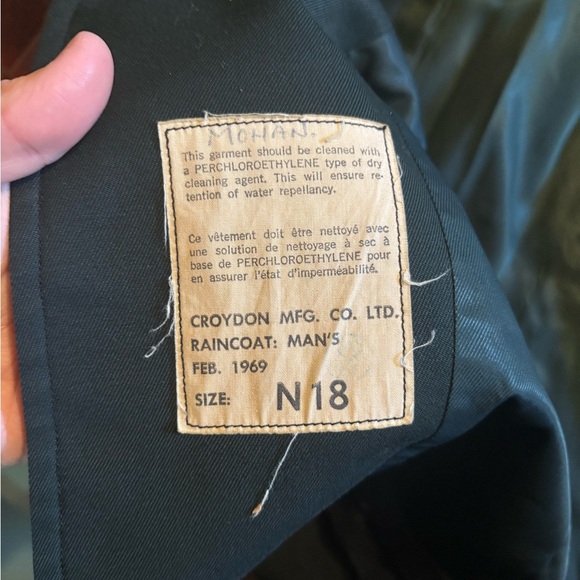 MOHAN. J
This garment should be cleaned with
a PERCHLOROETHYLENE type of dry
cleaning agent. This will ensure re-
tention of water repellancy.
Ce vêtement doit être nettoyé avec
une solution de nettoyage à sec à
base de PERCHLOROETHYLENE pour
en assurer l'état d'imperméabilité.
CROYDON MFG. CO. LTD.
RAINCOAT: MAN'S
FEB. 1969
SIZE: N 18